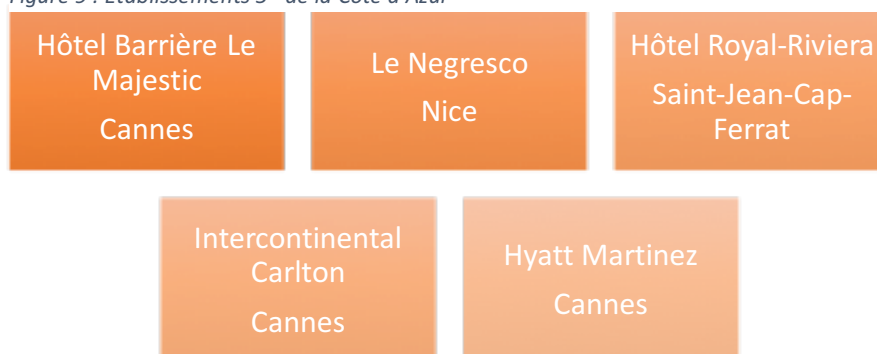 Hôtel Barrière Le
Majestic
Cannes
Le Negresco
Nice
Hôtel Royal-Riviera
Saint-Jean-Cap-
Ferrat
Intercontinental
Carlton
Cannes
Hyatt Martinez
Cannes